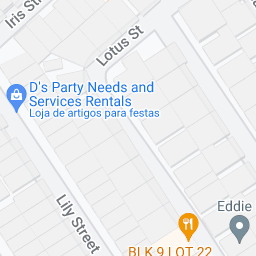 Iris St
Lotus St
D's Party Needs and
Services Rentals
Loja de artigos para festas
Lily Street
Eddie
BLK 9 LOT 22